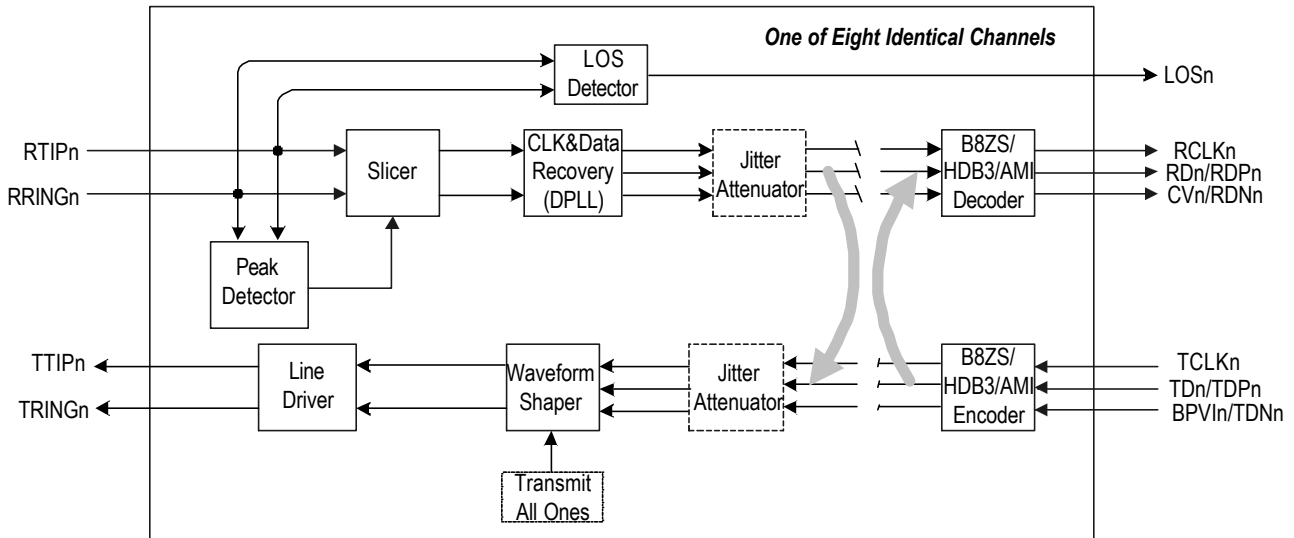 One of Eight Identical Channels
LOS
Detector
LOSn
RTIPn
RRINGn
Slicer
CLK&Data
Recovery
(DPLL)
Jitter
Attenuator
B8ZS/
HDB3/AMI
Decoder
RCLKn
RDn/RDPn
CVn/RDNn
Peak
Detector
TTIPn
TRINGn
Line
Driver
Waveform
Shaper
Jitter
Attenuator
B8ZS/
HDB3/AMI
Encoder
TCLKn
TDn/TDPn
BPVIn/TDNn
Transmit
All Ones